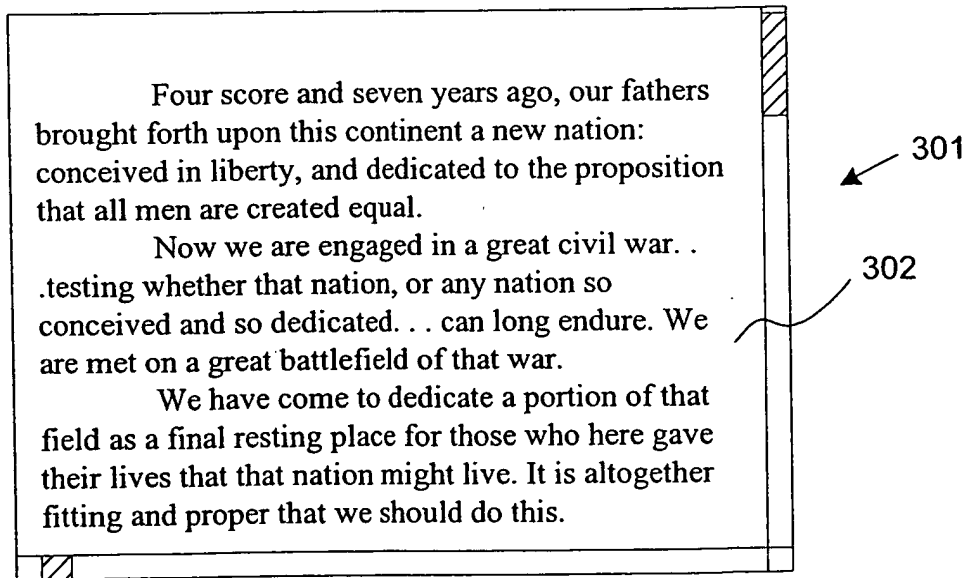 Four score and seven years ago, our fathers
brought forth upon this continent a new nation:
conceived in liberty, and dedicated to the proposition
that all men are created equal.
Now we are engaged in a great civil war. .
.testing whether that nation, or any nation so
conceived and so dedicated. . . can long endure. We
are met on a great battlefield of that war.
We have come to dedicate a portion of that
field as a final resting place for those who here gave
their lives that that nation might live. It is altogether
fitting and proper that we should do this.
301
302